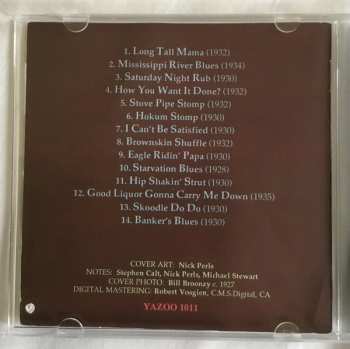 1. Long Tall Mama (1932)
2. Mississippi River Blues (1934)
3. Saturday Night Rub (1930)
4. How You Want It Done? (1932)
5. Stove Pipe Stomp (1932)
6. Hokum Stomp (1930)
7. I Can't Be Satisfied (1930)
8. Brownskin Shuffle (1932)
9. Eagle Ridin' Papa (1930)
10. Starvation Blues (1928)
11. Hip Shakin' Strut (1930)
12. Good Liquor Gonna Carry Me Down (1935)
13. Skoodle Do Do (1930)
14. Banker's Blues (1930)
COVER ART: Nick Perls
NOTES: Stephen Calt, Nick Perls, Michael Stewart
COVER PHOTO: Bill Broonzy c. 1927
DIGITAL MASTERING: Robert Vosgien, C.M.S.Digital, CA
YAZOO 1011